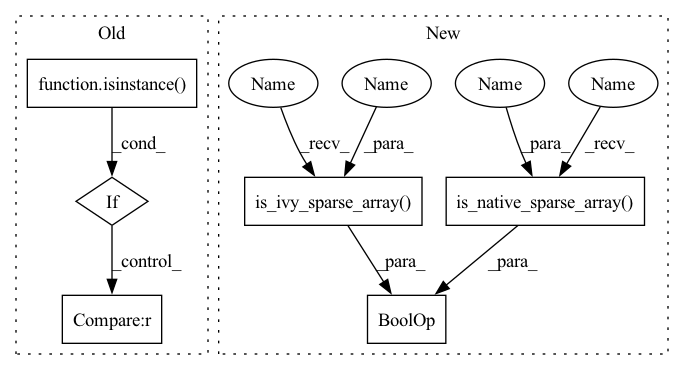 Old
New
function.isinstance()
Name
Name
Name
Name
_cond_
_recv_
_para_
_para_
_recv_
If
is_ivy_sparse_array()
is_native_sparse_array()
_control_
_para_
_para_
Compare:r
BoolOp